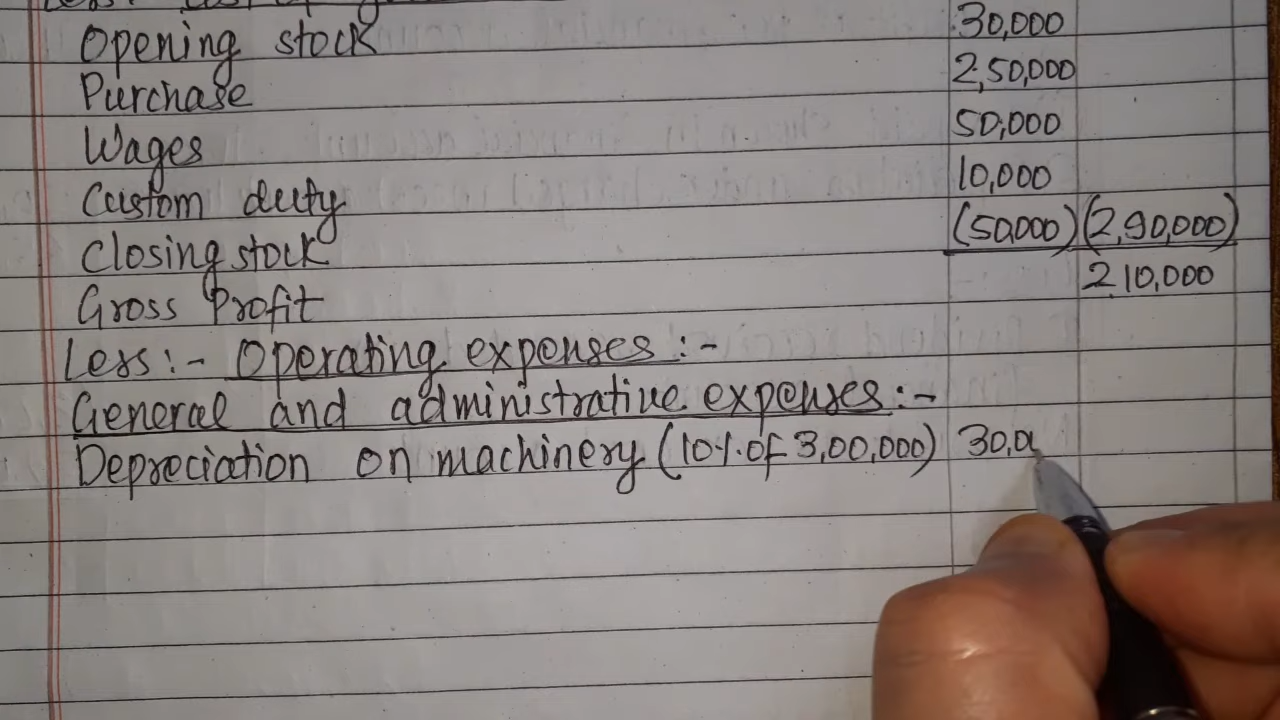 Opening stock 30,000
Purchase 2,50,000
Wages 50,000
Custom duty 10,000
Closing stock (50,000) (2,90,000)
Gross Profit 210,000
Less:- Operating expenses:-
General and administrative expenses:-
Depreciation on machinery (10%.of 3,00,000) 30,0